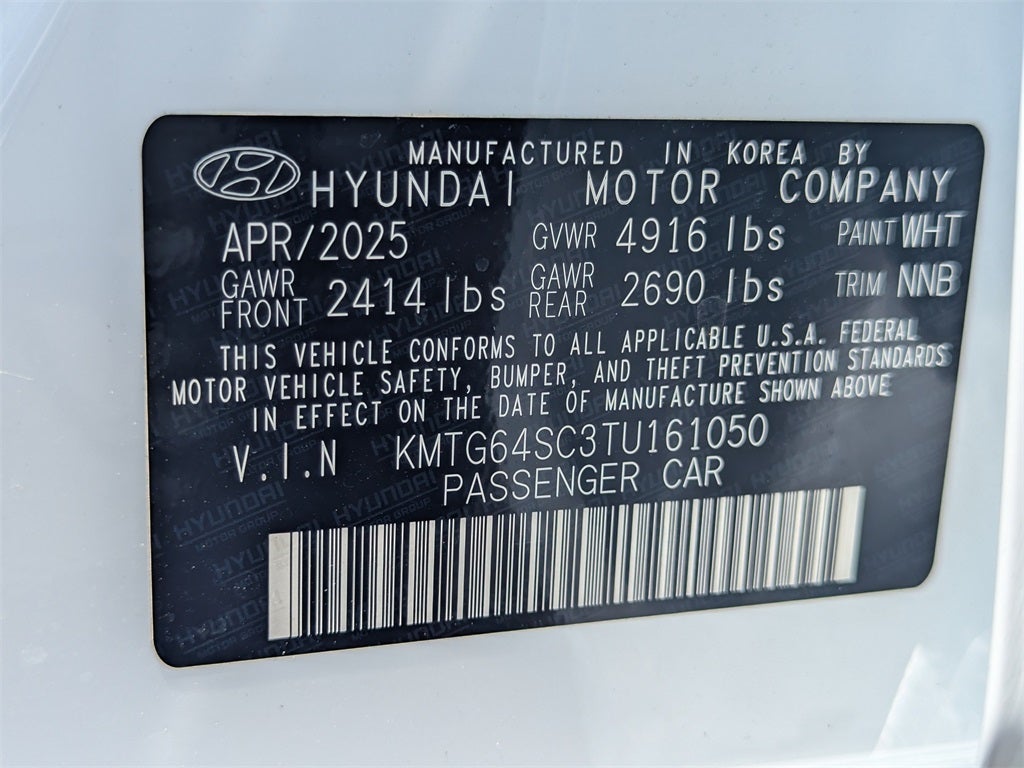 MANUFACTURED IN KOREA BY
HYUNDAI MOTOR COMPANY
APR/2025 GVWR 4916 lbs PAINT WHT
GAWR FRONT 2414 lbs GAWR REAR 2690 lbs TRIM NNB
THIS VEHICLE CONFORMS TO ALL APPLICABLE U.S.A. FEDERAL
MOTOR VEHICLE SAFETY, BUMPER, AND THEFT PREVENTION STANDARDS
IN EFFECT ON THE DATE OF MANUFACTURE SHOWN ABOVE
V.I.N KMTG64SC3TU161050
PASSENGER CAR